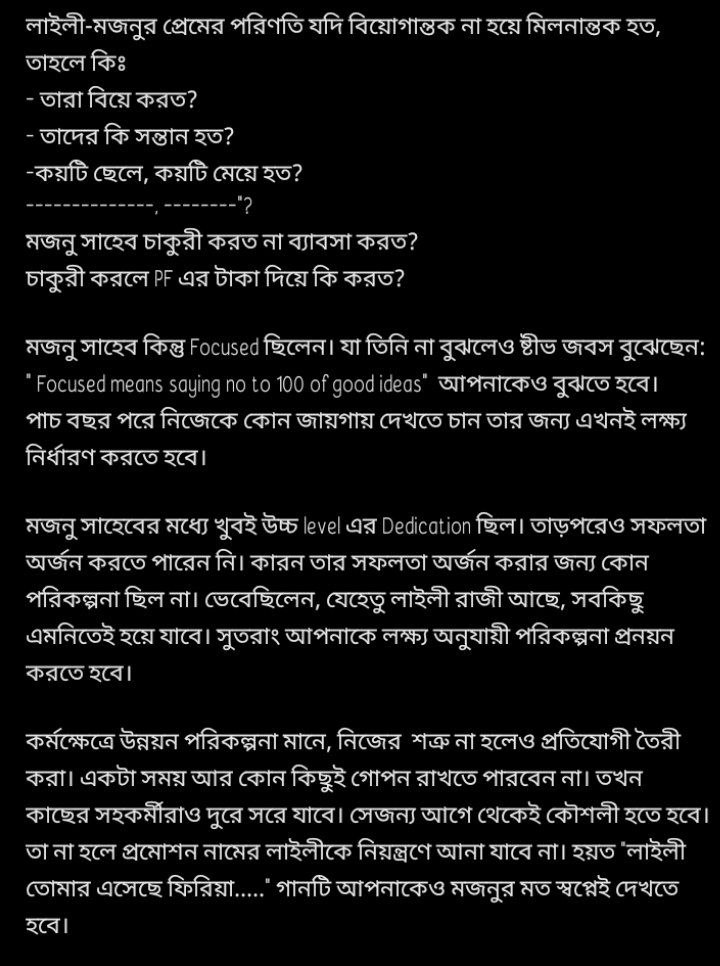 লাইলী-মজনুর প্রেমের পরিণতি যদি বিয়োগান্তক না হয়ে মিলনান্তক হত,
তাহলে কিঃ
- তারা বিয়ে করত?
- তাদের কি সন্তান হত?
-কয়টি ছেলে, কয়টি মেয়ে হত?
--------------, --------"?
মজনু সাহেব চাকুরী করত না ব্যাবসা করত?
চাকুরী করলে PF এর টাকা দিয়ে কি করত?
মজনু সাহেব কিন্তু Focused ছিলেন। যা তিনি না বুঝলেও ষ্টীভ জবস বুঝেছেন:
" Focused means saying no to 100 of good ideas" আপনাকেও বুঝতে হবে।
পাচ বছর পরে নিজেকে কোন জায়গায় দেখতে চান তার জন্য এখনই লক্ষ্য
নির্ধারণ করতে হবে।
মজনু সাহেবের মধ্যে খুবই উচ্চ level এর Dedication ছিল। তাড়পরেও সফলতা
অর্জন করতে পারেন নি। কারন তার সফলতা অর্জন করার জন্য কোন
পরিকল্পনা ছিল না। ভেবেছিলেন, যেহেতু লাইলী রাজী আছে, সবকিছু
এমনিতেই হয়ে যাবে। সুতরাং আপনাকে লক্ষ্য অনুযায়ী পরিকল্পনা প্রনয়ন
করতে হবে।
কর্মক্ষেত্রে উন্নয়ন পরিকল্পনা মানে, নিজের শত্রু না হলেও প্রতিযোগী তৈরী
করা। একটা সময় আর কোন কিছুই গোপন রাখতে পারবেন না। তখন
কাছের সহকর্মীরাও দুরে সরে যাবে। সেজন্য আগে থেকেই কৌশলী হতে হবে।
তা না হলে প্রমোশন নামের লাইলীকে নিয়ন্ত্রণে আনা যাবে না। হয়ত "লাইলী
তোমার এসেছে ফিরিয়া....." গানটি আপনাকেও মজনুর মত স্বপ্নেই দেখতে
হবে।